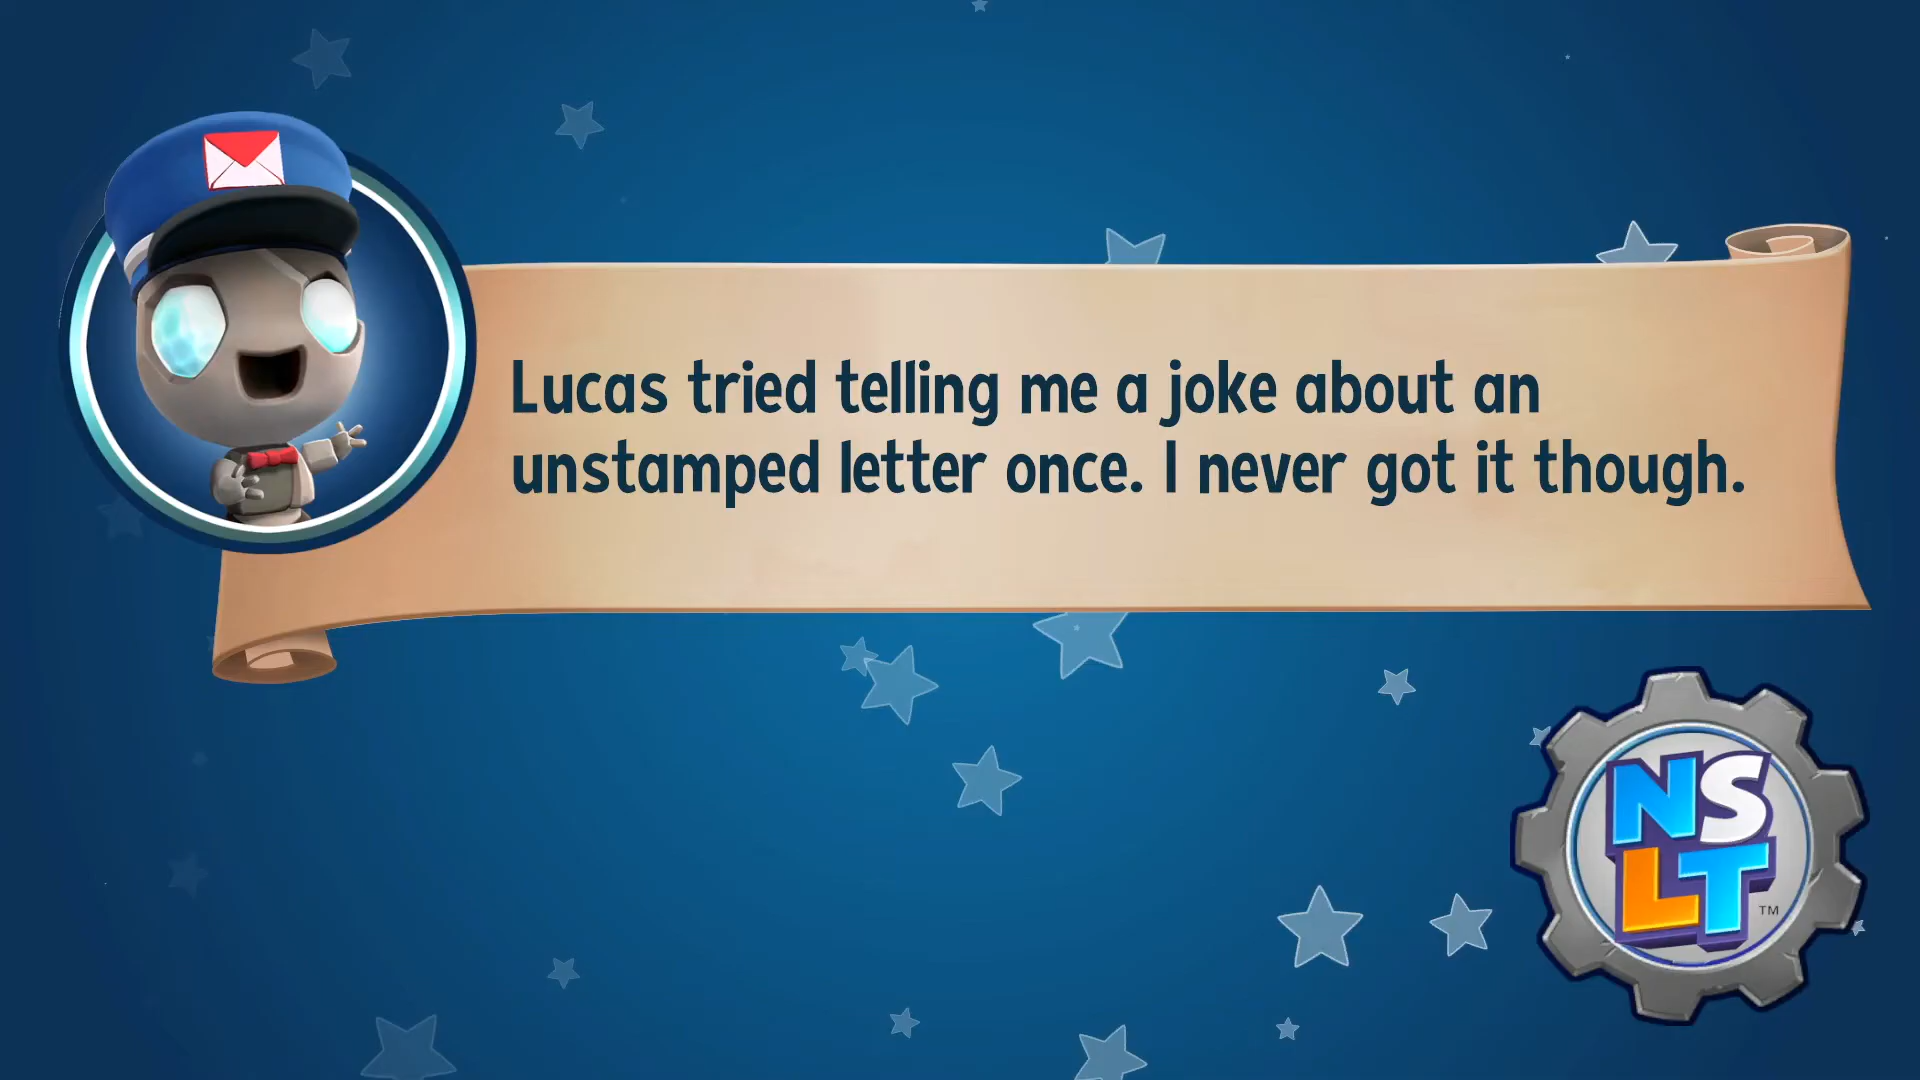 Lucas tried telling me a joke about an
unstamped letter once. I never got it though.
NS
LT
TM